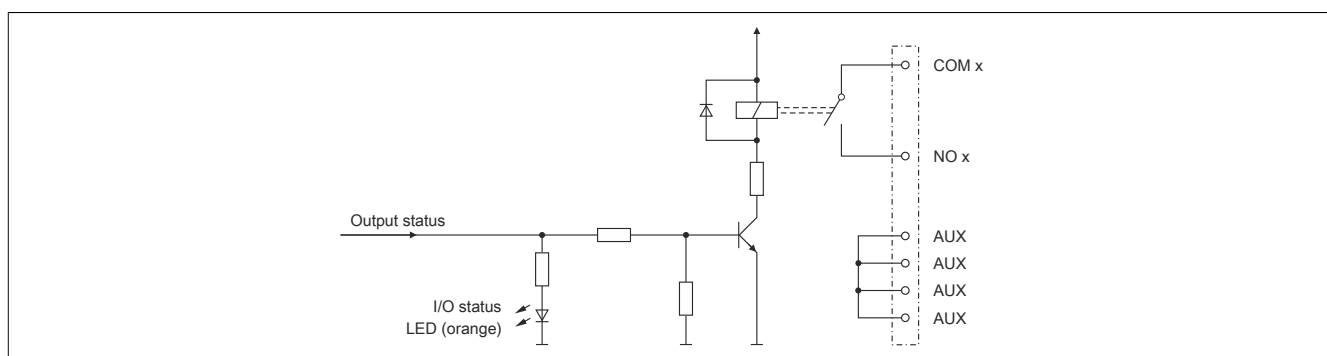 COM x
NO x
Output status
AUX
AUX
AUX
AUX
I/O status
LED (orange)